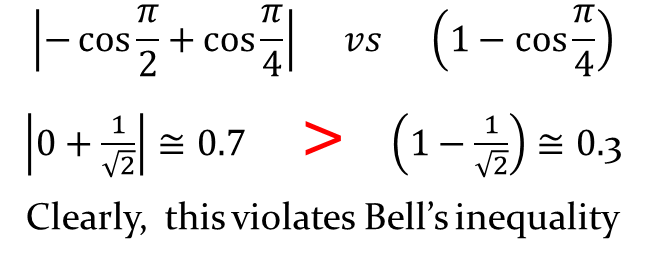 |− cos π/2 + cos π/4| vs (1 − cos π/4)
|0 + 1/√2| ≅ 0.7 > (1 − 1/√2) ≅ 0.3
Clearly, this violates Bell's inequality